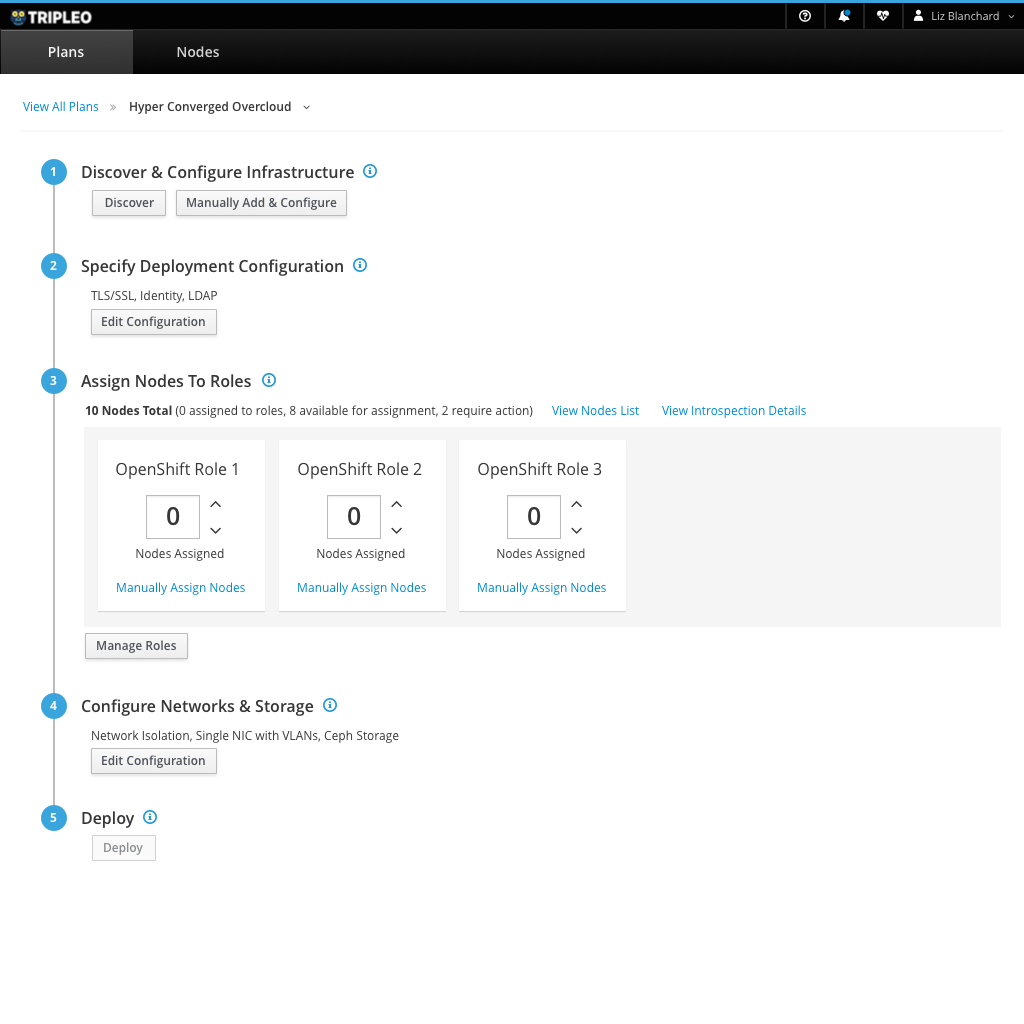 TRIPLEO
Liz Blanchard
Plans Nodes
View All Plans » Hyper Converged Overcloud
1 Discover & Configure Infrastructure
Discover Manually Add & Configure
2 Specify Deployment Configuration
TLS/SSL, Identity, LDAP
Edit Configuration
3 Assign Nodes To Roles
10 Nodes Total (0 assigned to roles, 8 available for assignment, 2 require action) View Nodes List View Introspection Details
OpenShift Role 1 OpenShift Role 2 OpenShift Role 3
0 0 0
Nodes Assigned Nodes Assigned Nodes Assigned
Manually Assign Nodes Manually Assign Nodes Manually Assign Nodes
Manage Roles
4 Configure Networks & Storage
Network Isolation, Single NIC with VLANs, Ceph Storage
Edit Configuration
5 Deploy
Deploy